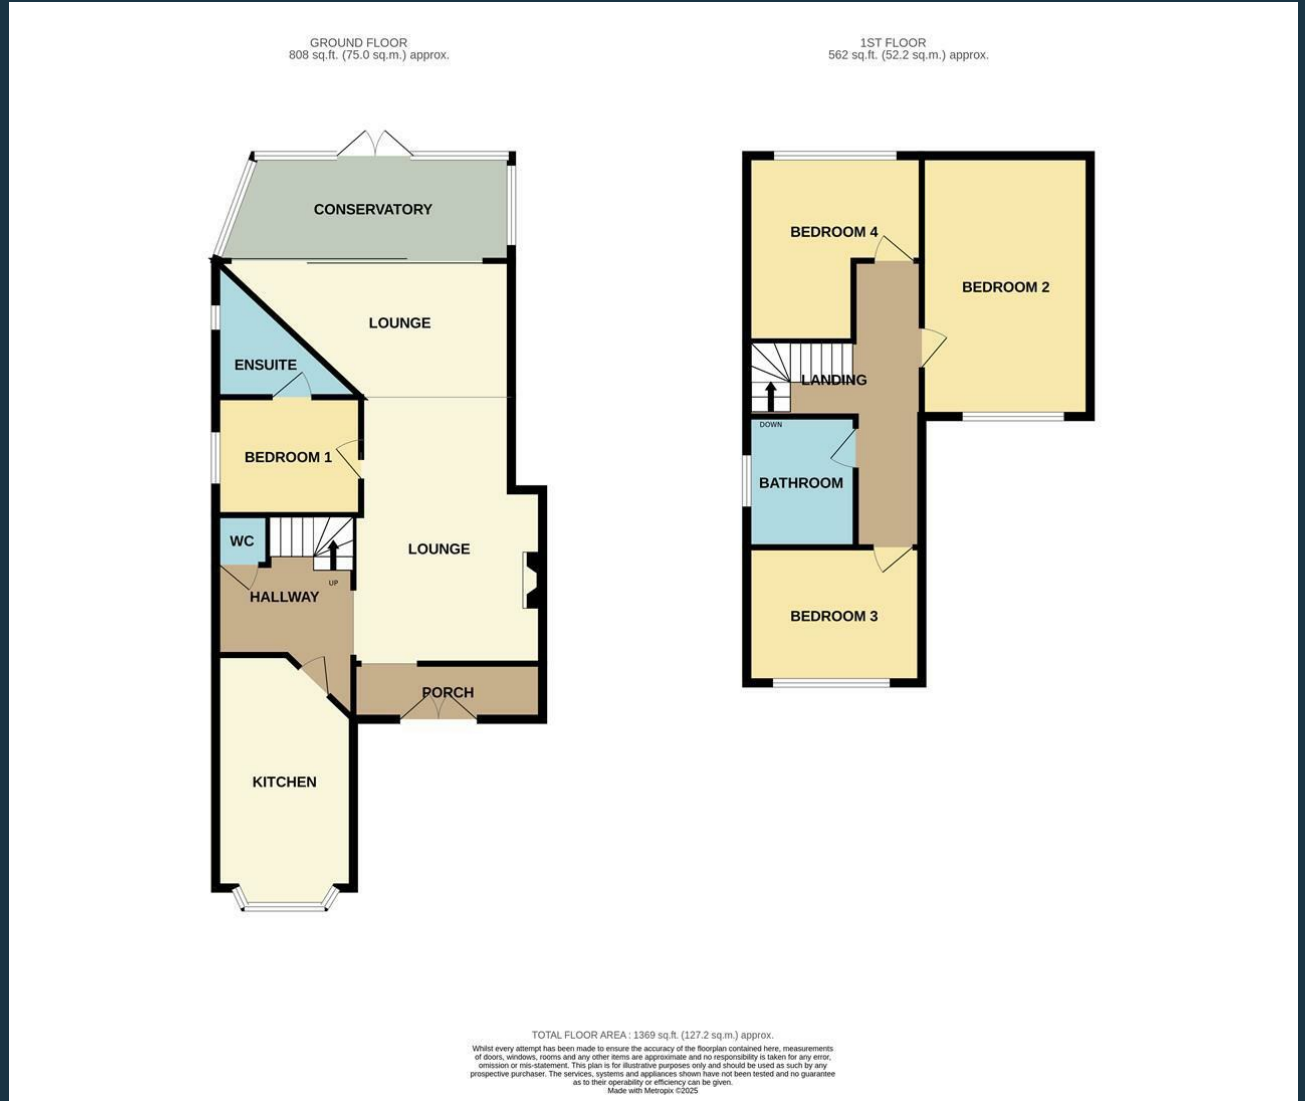 GROUND FLOOR
808 sq.ft. (75.0 sq.m.) approx.
1ST FLOOR
562 sq.ft. (52.2 sq.m.) approx.
CONSERVATORY
LOUNGE
ENSUITE
BEDROOM 1
WC
LOUNGE
UP
HALLWAY
PORCH
KITCHEN
BEDROOM 4
BEDROOM 2
LANDING
DOWN
BATHROOM
BEDROOM 3
TOTAL FLOOR AREA : 1369 sq.ft. (127.2 sq.m.) approx.
Whilst every attempt has been made to ensure the accuracy of the floorplan contained here, measurements
of doors, windows, rooms and any other items are approximate and no responsibility is taken for any error,
omission or mis-statement. This plan is for illustrative purposes only and should be used as such by any
prospective purchaser. The services, systems and appliances shown have not been tested and no guarantee
as to their operability or efficiency can be given.
Made with Metropix ©2025